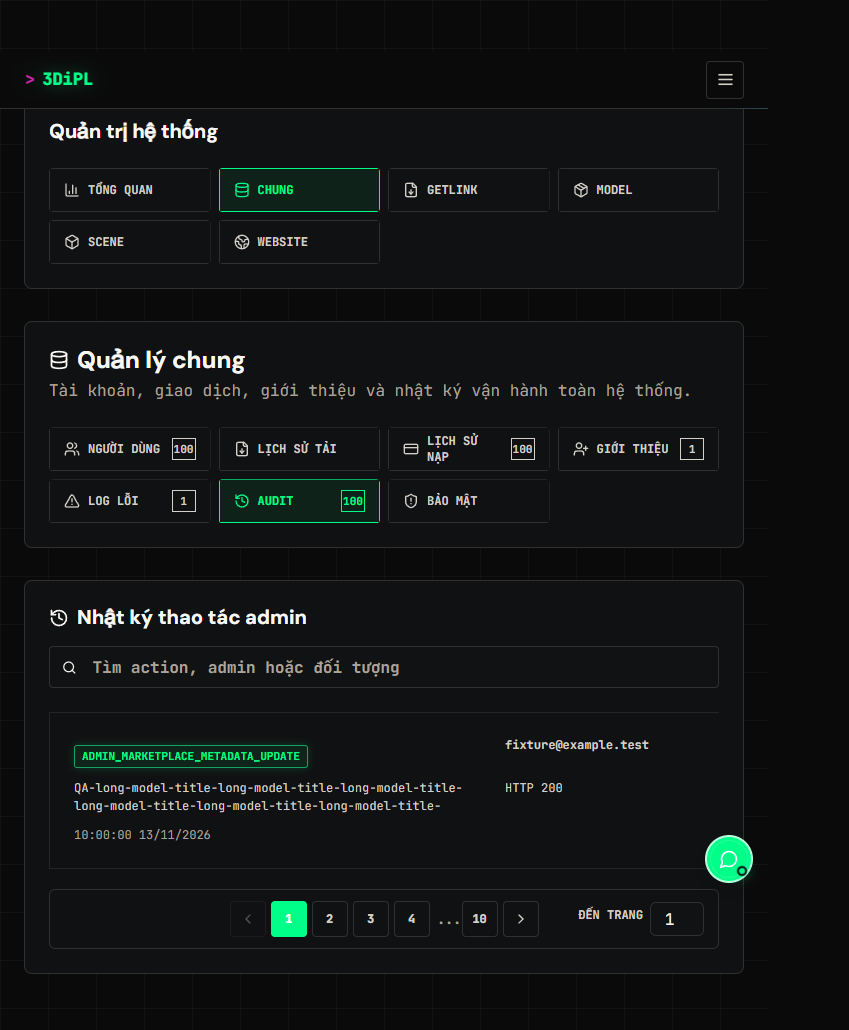 > 3DiPL
Quản trị hệ thống
TỔNG QUAN
CHUNG
GETLINK
MODEL
SCENE
WEBSITE
Quản lý chung
Tài khoản, giao dịch, giới thiệu và nhật ký vận hành toàn hệ thống.
NGƯỜI DÙNG 100
LỊCH SỬ TẢI
LỊCH SỬ
NẠP
100
GIỚI THIỆU 1
LOG LỖI 1
AUDIT 100
BẢO MẬT
Nhật ký thao tác admin
Tìm action, admin hoặc đối tượng
ADMIN_MARKETPLACE_METADATA_UPDATE
QA-long-model-title-long-model-title-long-model-title-
long-model-title-long-model-title-long-model-title-
10:00:00 13/11/2026
fixture@example.test
HTTP 200
1 2 3 4 ... 10
ĐẾN TRANG 1